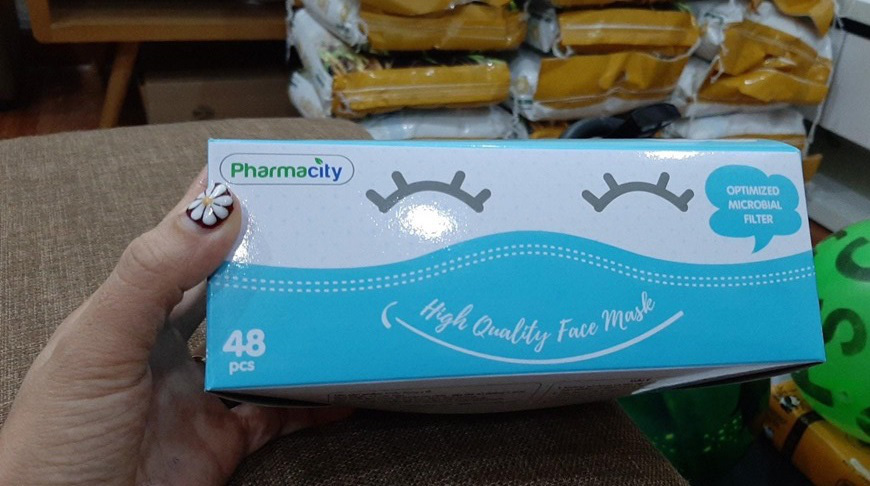 Pharmacity
OPTIMIZED
MICROBIAL
FILTER
High Quality Face Mask
48
pcs